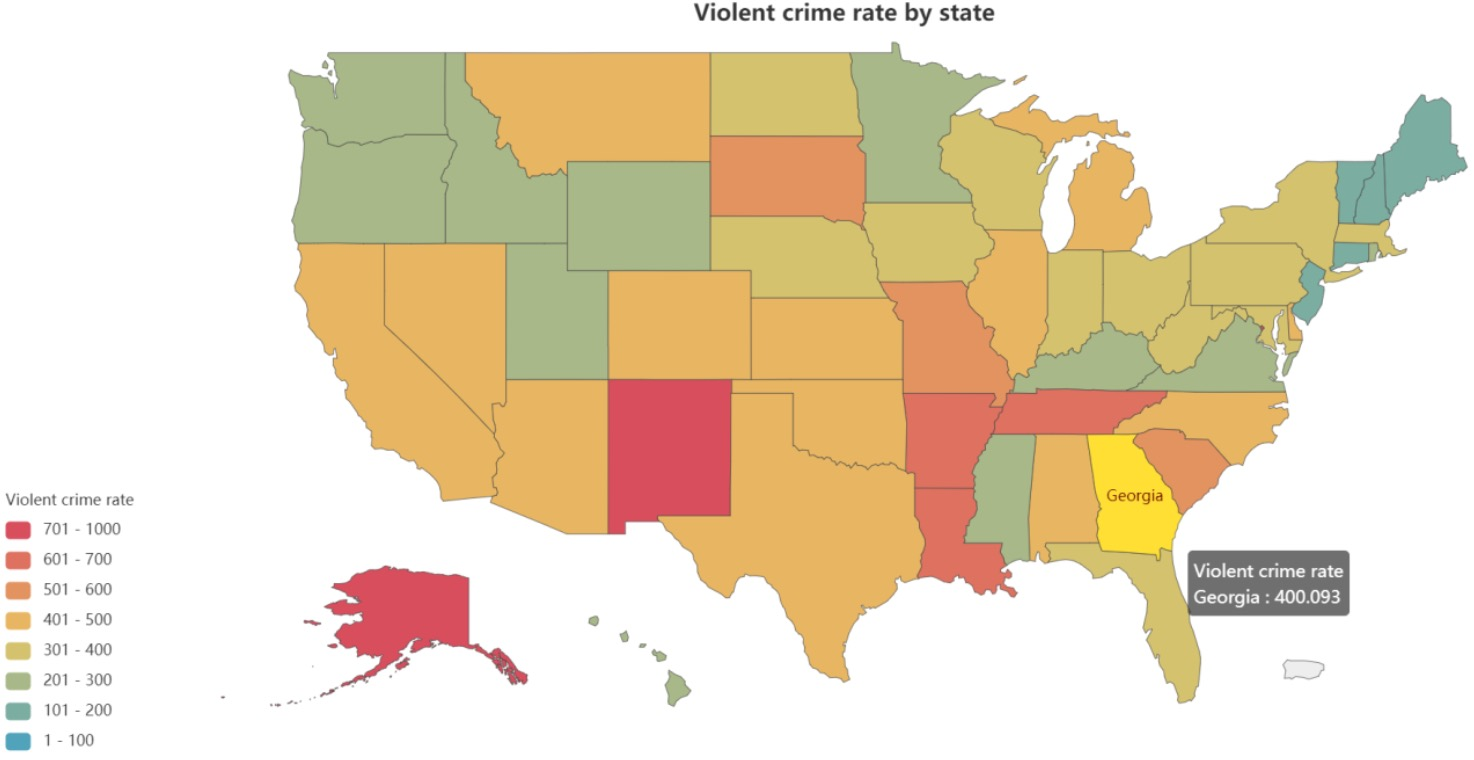 Violent crime rate by state
Georgia
Violent crime rate
Georgia : 400.093
Violent crime rate
701 - 1000
601 - 700
501 - 600
401 - 500
301 - 400
201 - 300
101 - 200
1 - 100